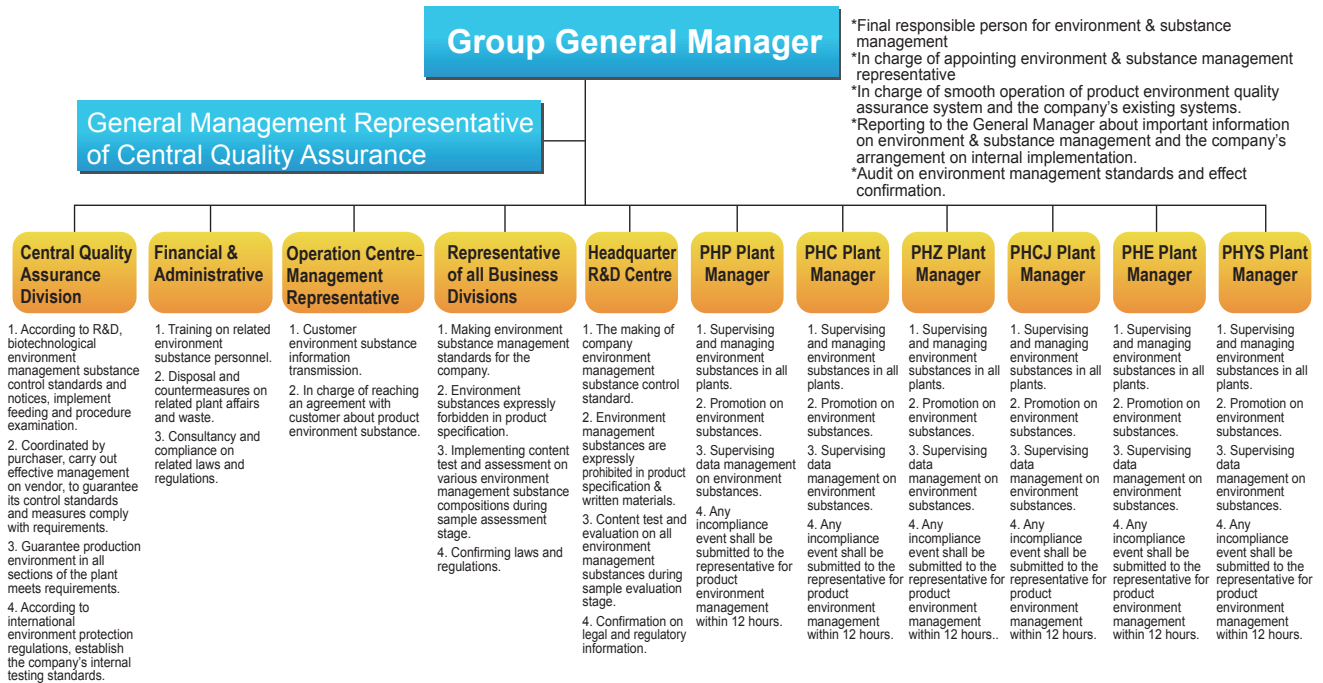 Group General Manager
*Final responsible person for environment & substance
management
*In charge of appointing environment & substance management
representative
*In charge of smooth operation of product environment quality
assurance system and the company's existing systems.
*Reporting to the General Manager about important information
on environment & substance management and the company's
arrangement on internal implementation.
*Audit on environment management standards and effect
confirmation.
General Management Representative
of Central Quality Assurance
Central Quality
Assurance
Division
1. According to R&D,
biotechnological
environment
management substance
control standards and
notices, implement
feeding and procedure
examination.
2. Coordinated by
purchaser, carry out
effective management
on vendor, to guarantee
its control standards
and measures comply
with requirements.
3. Guarantee production
environment in all
sections of the plant
meets requirements.
4. According to
international
environment protection
regulations, establish
the company's internal
testing standards.
Financial &
Administrative
1. Training on related
environment
substance personnel.
2. Disposal and
countermeasures on
related plant affairs
and waste.
3. Consultancy and
compliance on
related laws and
regulations.
Operation Centre-
Management
Representative
1. Customer
environment substance
information
transmission.
2. In charge of reaching
an agreement with
customer about product
environment substance.
Representative
of all Business
Divisions
1. Making environment
substance management
standards for the
company.
2. Environment
substances expressly
forbidden in product
specification.
3. Implementing content
test and assessment on
various environment
management substance
compositions during
sample assessment
stage.
4. Confirming laws and
regulations.
Headquarter
R&D Centre
1. The making of
company
environment
management
substance control
standard.
2. Environment
management
substances are
expressly
prohibited in product
specification &
written materials.
3. Content test and
evaluation on all
environment
management
substances during
sample evaluation
stage.
4. Confirmation on
legal and regulatory
information.
PHP Plant
Manager
1. Supervising
and managing
environment
substances in all
plants.
2. Promotion on
environment
substances.
3. Supervising
data management
on environment
substances.
4. Any
incompliance
event shall be
submitted to the
representative for
product
environment
management
within 12 hours.
PHC Plant
Manager
1. Supervising
and managing
environment
substances in all
plants.
2. Promotion on
environment
substances.
3. Supervising
data
management on
environment
substances.
4. Any
incompliance
event shall be
submitted to the
representative for
product
environment
management
within 12 hours.
PHZ Plant
Manager
1. Supervising
and managing
environment
substances in all
plants.
2. Promotion on
environment
substances.
3. Supervising
data
management on
environment
substances.
4. Any
incompliance
event shall be
submitted to the
representative for
product
environment
management
within 12 hours..
PHCJ Plant
Manager
1. Supervising
and managing
environment
substances in all
plants.
2. Promotion on
environment
substances.
3. Supervising
data
management on
environment
substances.
4. Any
incompliance
event shall be
submitted to the
representative for
product
environment
management
within 12 hours.
PHE Plant
Manager
1. Supervising
and managing
environment
substances in all
plants.
2. Promotion on
environment
substances.
3. Supervising
data
management on
environment
substances.
4. Any
incompliance
event shall be
submitted to the
representative for
product
environment
management
within 12 hours.
PHYS Plant
Manager
1. Supervising
and managing
environment
substances in all
plants.
2. Promotion on
environment
substances.
3. Supervising
data
management on
environment
substances.
4. Any
incompliance
event shall be
submitted to the
representative for
product
environment
management
within 12 hours.